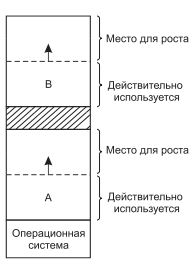 Место для роста
B
Действительно
используется
Место для роста
A
Действительно
используется
Операционная
система